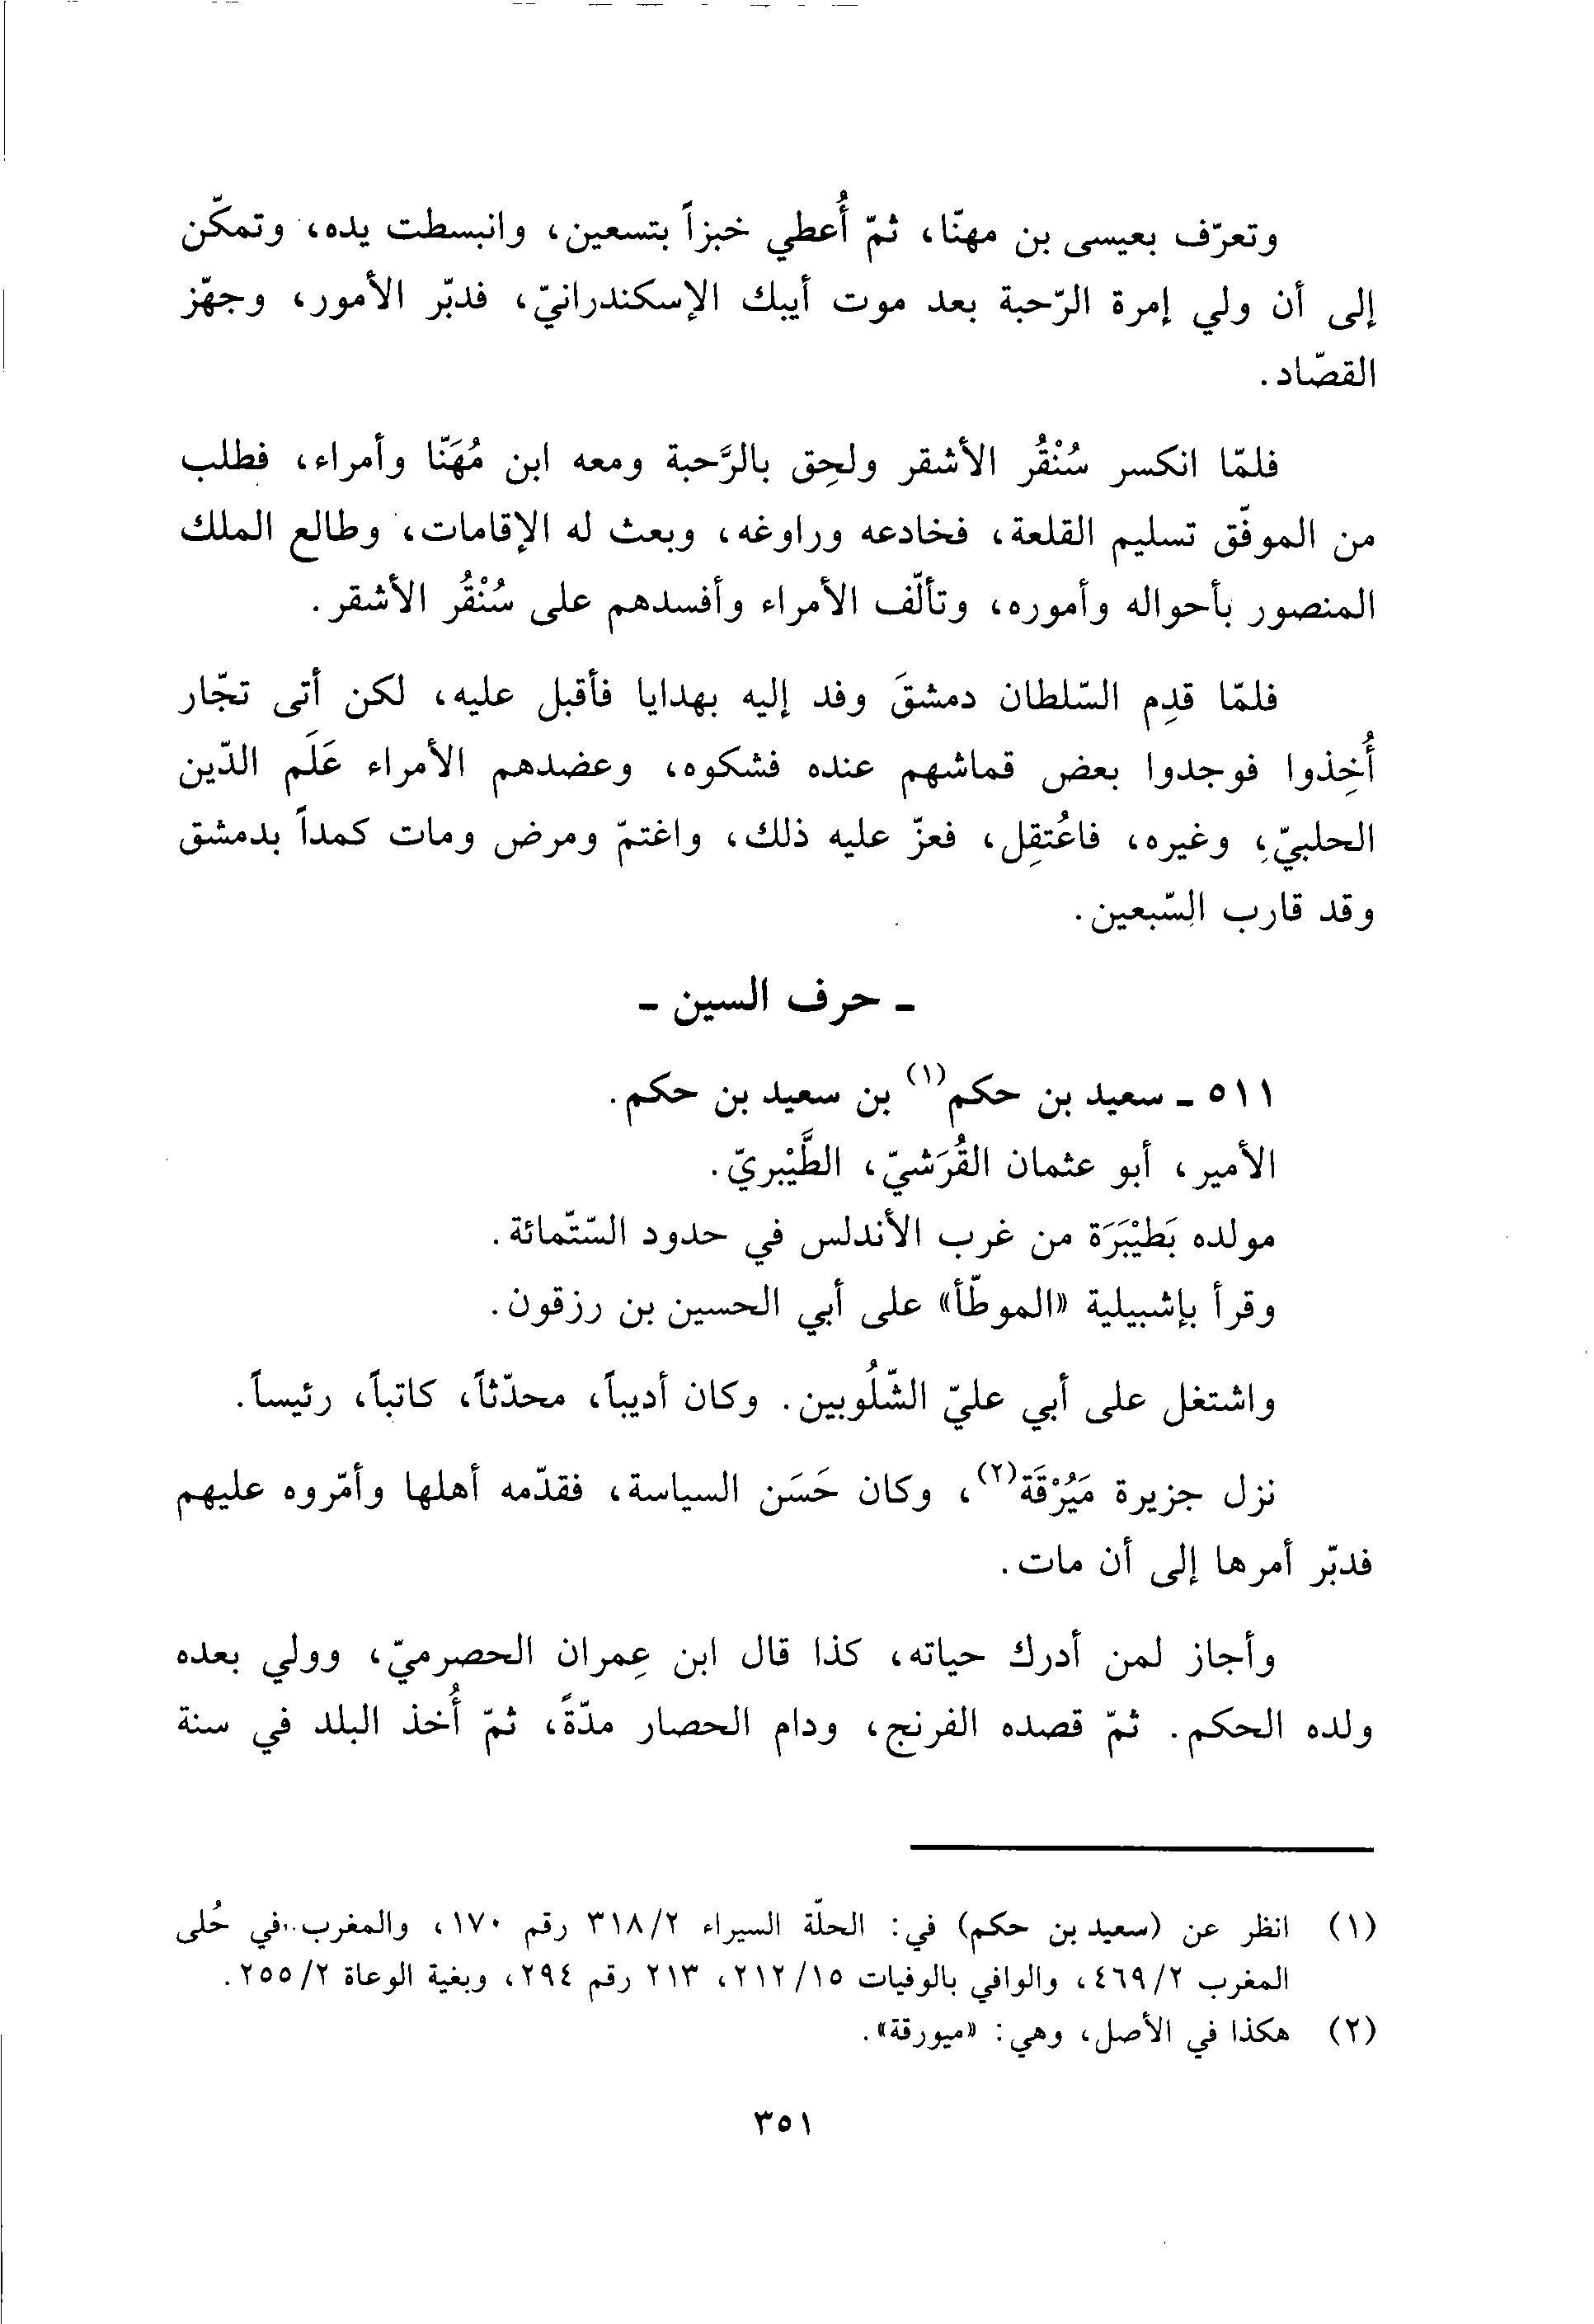 وتعرّف بعيسى بن مهنّا، ثمّ أُعطي خبزاً بتسعين، وانبسطت يده، وتمكّن
إلى أن ولي إمرة الرّحبة بعد موت أيبك الإسكندرانيّ، فدبّر الأمور، وجهّز
القصّاد.
فلمّا انكسر سُنْقُر الأشقر ولحِق بالرَّحبة ومعه ابن مُهَنّا وأمراء، فطلب
من الموفّق تسليم القلعة، فخادعه وراوغه، وبعث له الإقامات، وطالع الملك
المنصور بأحواله وأموره، وتألّف الأمراء وأفسدهم على سُنْقُر الأشقر.
فلمّا قدِم السّلطان دمشقَ وفد إليه بهدايا فأقبل عليه، لكن أتى تجّار
أُخِذوا فوجدوا بعض قماشهم عنده فشكوه، وعضدهم الأمراء عَلَم الدّين
الحلبيّ، وغيره، فاعُتقِل، فعزّ عليه ذلك، واغتمّ ومرض ومات كمداً بدمشق
وقد قارب السّبعين.
ـ حرف السين ـ
٥١١ ـ سعيد بن حكم(١) بن سعيد بن حكم.
الأمير، أبو عثمان القُرَشيّ، الطَّيْبريّ.
مولده بَطَيْبَرَة من غرب الأندلس في حدود السّتّمائة.
وقرأ بإشبيلية «الموطّأ» على أبي الحسين بن رزقون.
واشتغل على أبي عليّ الشّلُوبين. وكان أديباً، محدّثاً، كاتباً، رئيساً.
نزل جزيرة مَيُرْقَة(٢)، وكان حَسَن السياسة، فقدّمه أهلها وأمّروه عليهم
فدبّر أمرها إلى أن مات.
وأجاز لمن أدرك حياته، كذا قال ابن عِمران الحصرميّ، وولي بعده
ولده الحكم. ثمّ قصده الفرنج، ودام الحصار مدّةً، ثمّ أُخذ البلد في سنة
(١) انظر عن (سعيد بن حكم) في: الحلّة السيراء ٣١٨/٢ رقم ١٧٠، والمغرب في حُلى
المغرب ٤٦٩/٢، والوافي بالوفيات ٢١٢/١٥، ٢١٣ رقم ٢٩٤، وبغية الوعاة ٢٥٥/٢.
(٢) هكذا في الأصل، وهي: «ميورقة».
٣٥١